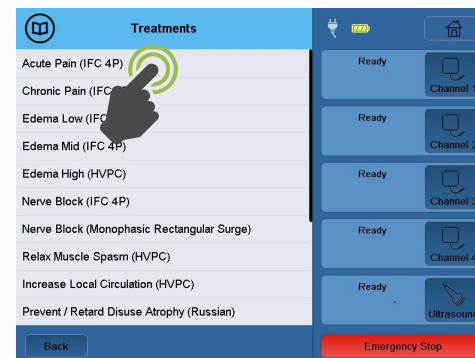 Treatments
Acute Pain (IFC 4P)
Chronic Pain (IFC
Edema Low (IFC
Edema Mid (IFC 4P)
Edema High (HVPC)
Nerve Block (IFC 4P)
Nerve Block (Monophasic Rectangular Surge)
Relax Muscle Spasm (HVPC)
Increase Local Circulation (HVPC)
Prevent / Retard Disuse Atrophy (Russian)
Back
Ready
Channel 1
Ready
Channel 2
Ready
Channel 3
Ready
Channel 4
Ready
Ultrasound
Emergency Stop